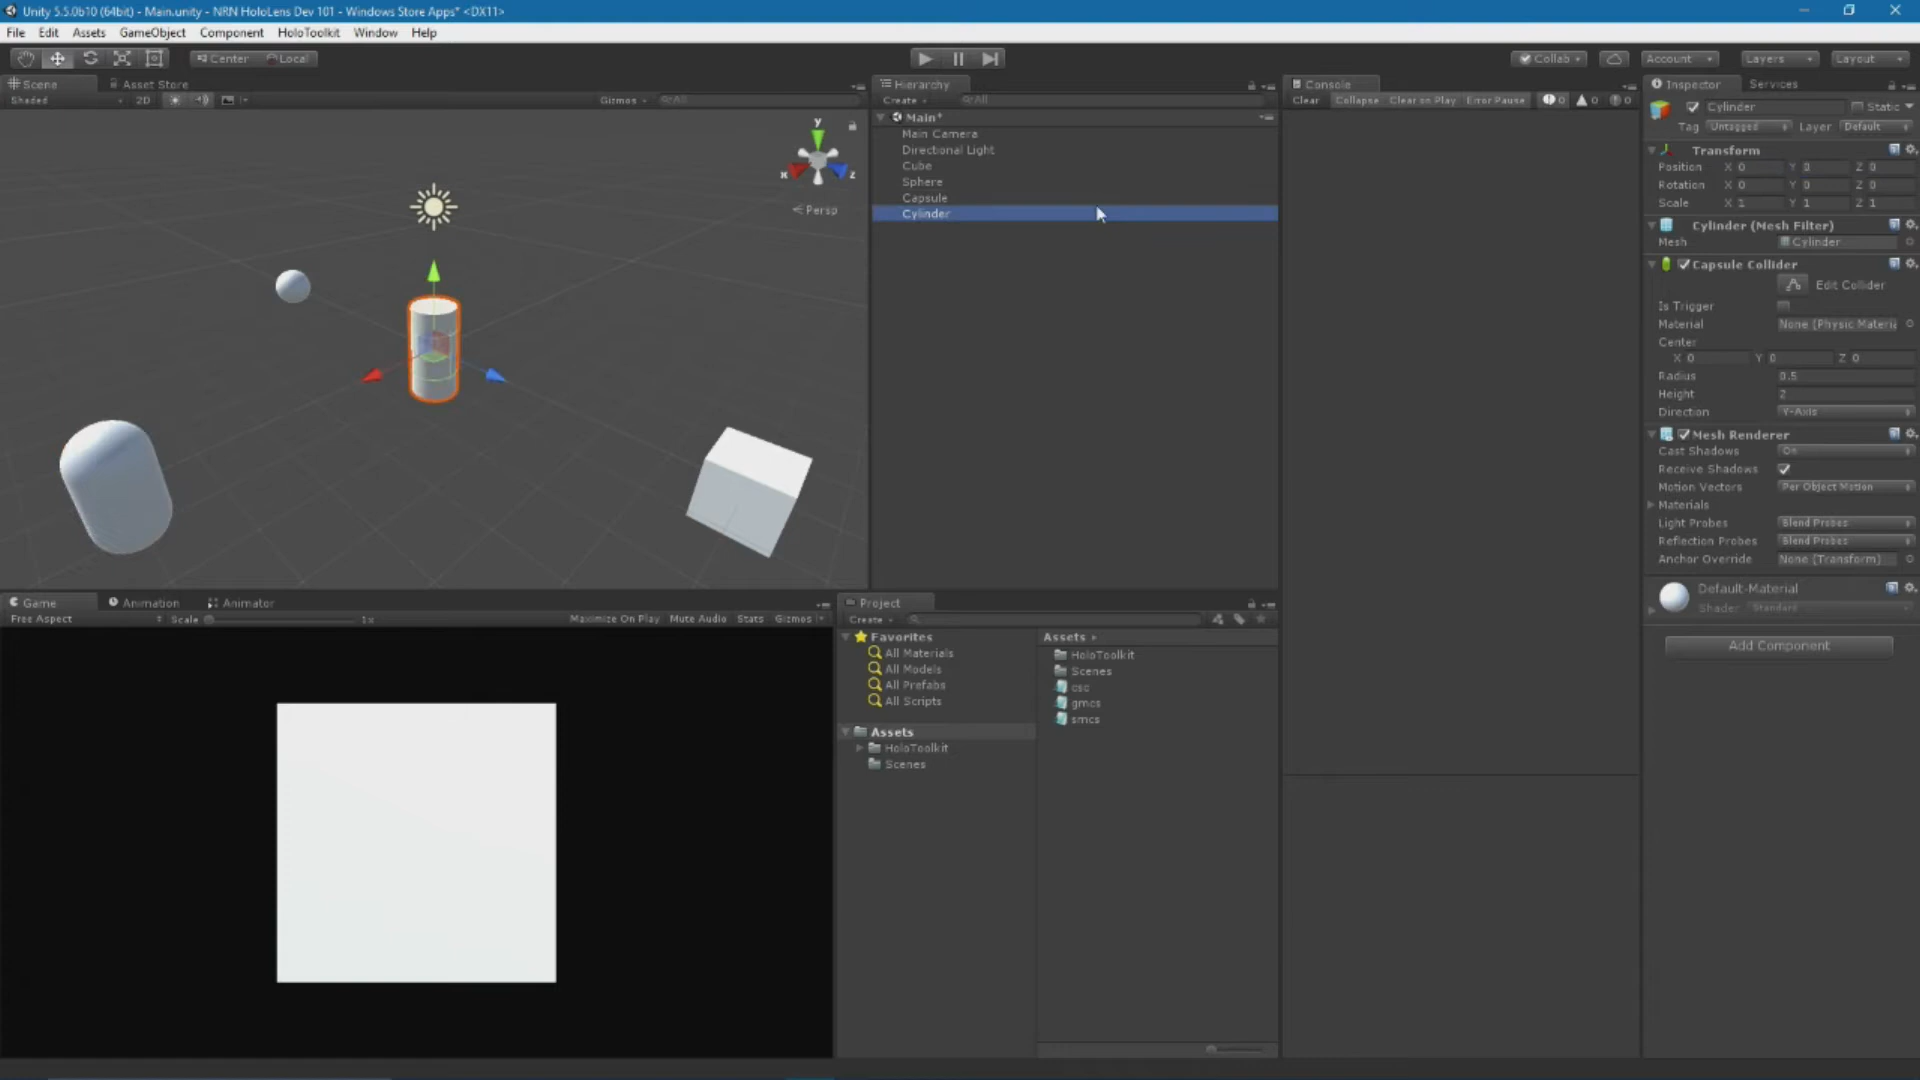 Unity 5.5.0b10 (64bit) - Main.unity - NRN HoloLens Dev 101 - Windows Store Apps* <DX11>
File Edit Assets GameObject Component HoloToolkit Window Help
Center Local
Collab Account Layers Layout
Scene Asset Store
Shaded 2D Gizmos All
y
x z
Persp
Hierarchy
Create All
Main*
Main Camera
Directional Light
Cube
Sphere
Capsule
Cylinder
Console
Clear Collapse Clear on Play Error Pause 0 0 0
Inspector Services
Cylinder Static
Tag Untagged Layer Default
Transform
Position X 0 Y 0 Z 0
Rotation X 0 Y 0 Z 0
Scale X 1 Y 1 Z 1
Cylinder (Mesh Filter)
Mesh Cylinder
Capsule Collider
Edit Collider
Is Trigger
Material None (Physic Materia
Center
X 0 Y 0 Z 0
Radius 0.5
Height 2
Direction Y-Axis
Mesh Renderer
Cast Shadows On
Receive Shadows
Motion Vectors Per Object Motion
Materials
Light Probes Blend Probes
Reflection Probes Blend Probes
Anchor Override None (Transform)
Default-Material
Shader Standard
Add Component
Game Animation Animator
Free Aspect Scale 1x Maximize On Play Mute Audio Stats Gizmos
Project
Create
Favorites
All Materials
All Models
All Prefabs
All Scripts
Assets
HoloToolkit
Scenes
Assets
HoloToolkit
Scenes
csc
gmcs
smcs